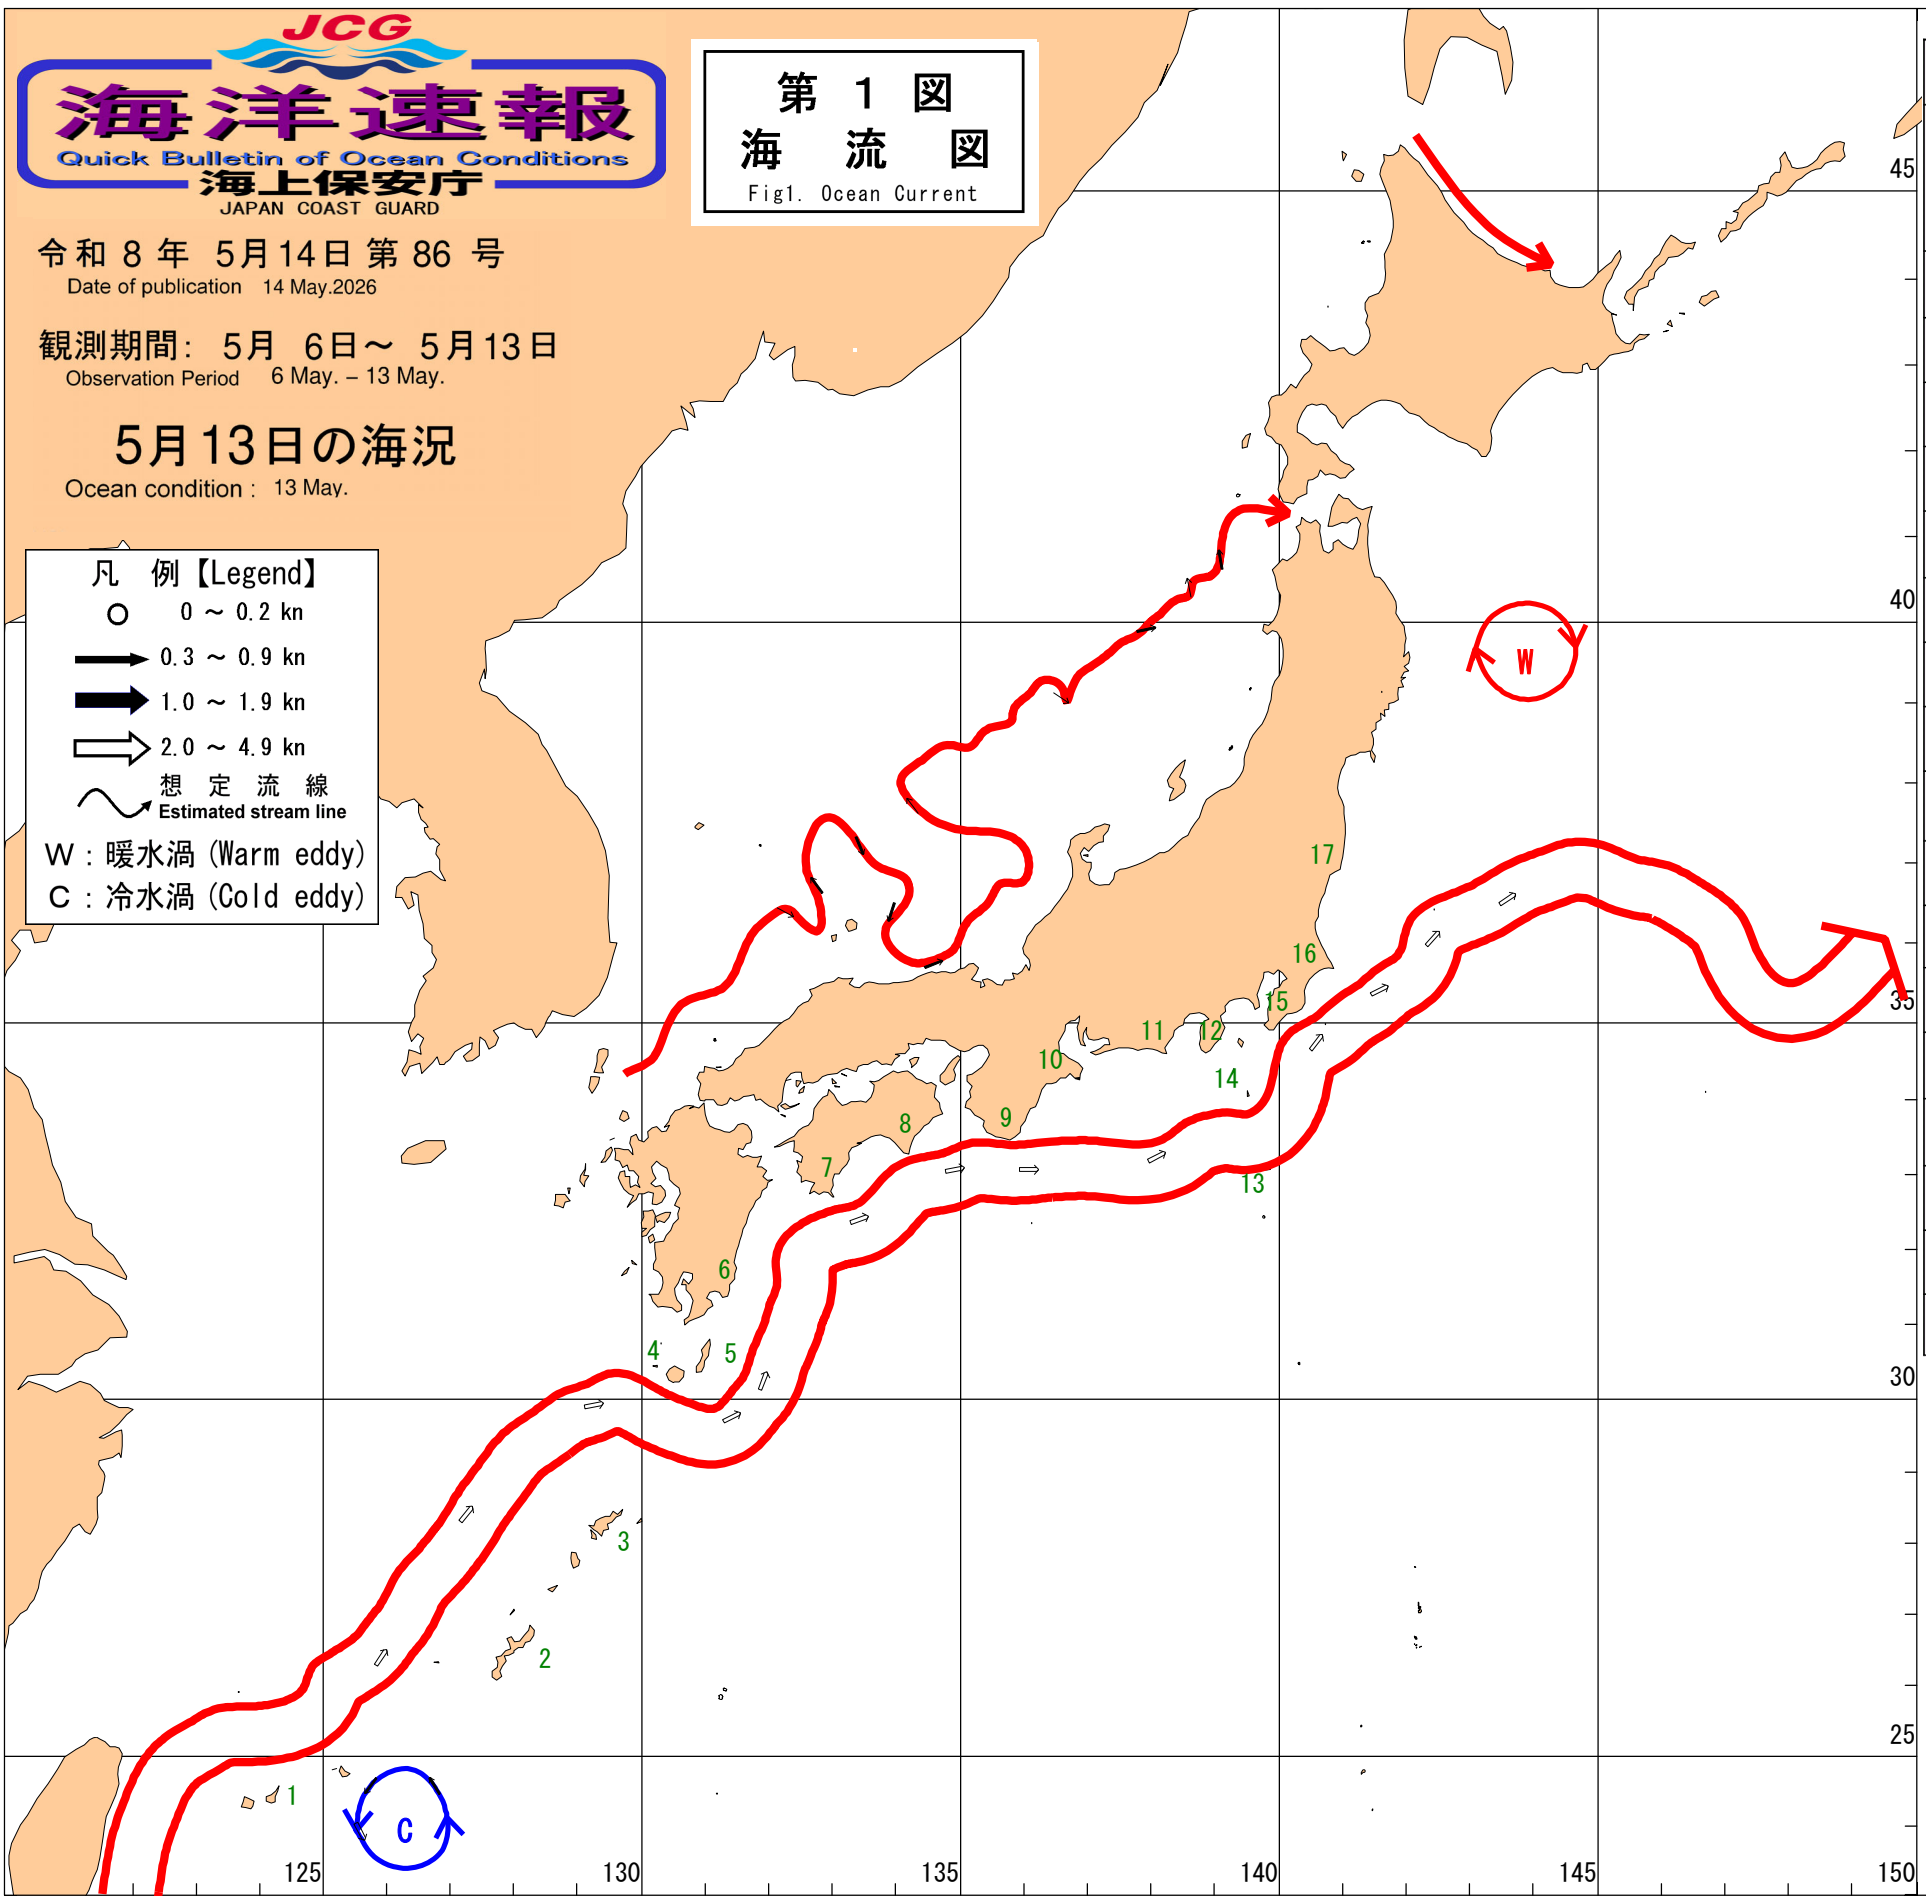 JCG
海洋速報
Quick Bulletin of Ocean Conditions
海上保安庁
JAPAN COAST GUARD
令和 8 年 5月14日 第 86 号
Date of publication 14 May.2026
観測期間: 5月 6日～ 5月13日
Observation Period 6 May. – 13 May.
5月13日の海況
Ocean condition : 13 May.
第 1 図
海 流 図
Fig1. Ocean Current
凡 例【Legend】
0 ～ 0.2 kn
0.3 ～ 0.9 kn
1.0 ～ 1.9 kn
2.0 ～ 4.9 kn
想 定 流 線
Estimated stream line
W : 暖水渦 (Warm eddy)
C : 冷水渦 (Cold eddy)
45
40
W
17
16
35
15
11
12
10
14
9
8
7
13
6
4
5
30
3
2
25
1
C
125
130
135
140
145
150